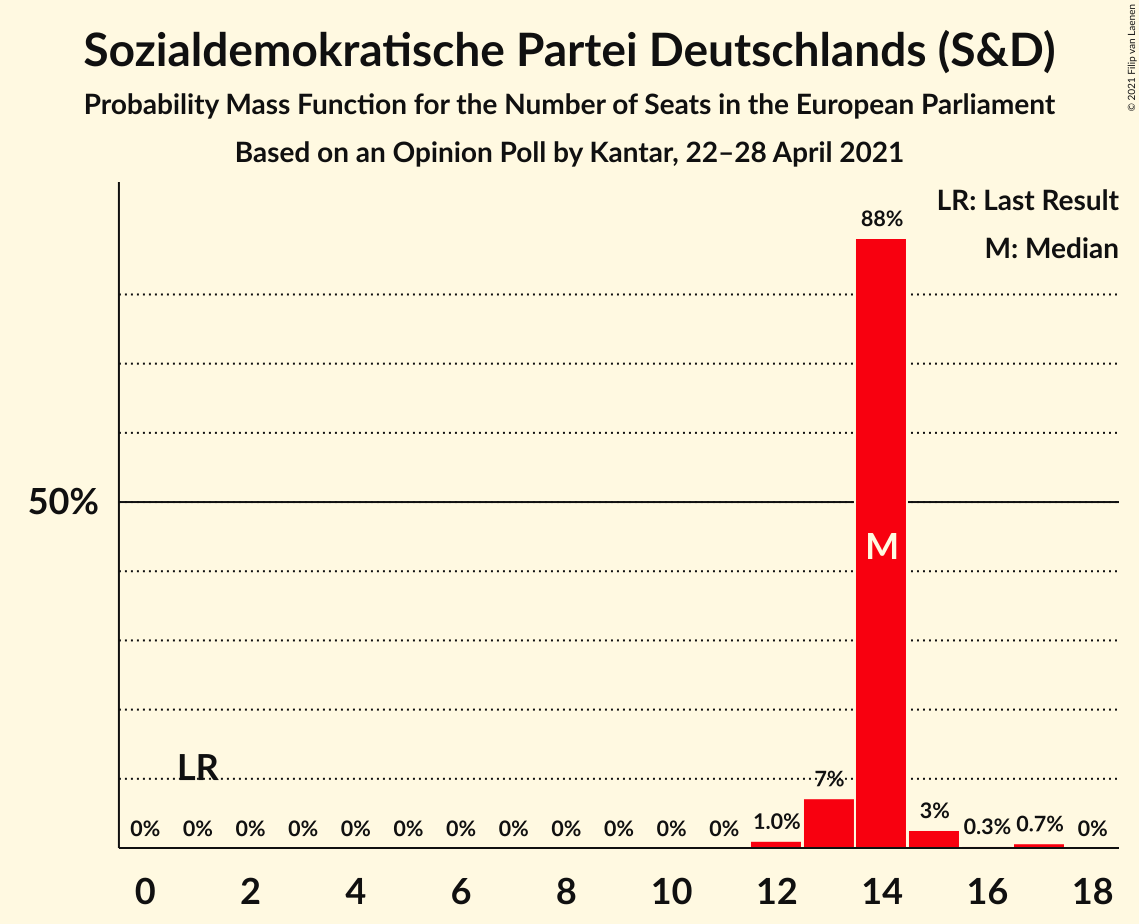 Sozialdemokratische Partei Deutschlands (S&D)
Probability Mass Function for the Number of Seats in the European Parliament
Based on an Opinion Poll by Kantar, 22–28 April 2021
© 2021 Filip van Laenen
LR: Last Result
M: Median
88%
50%
M
LR
7%
0% 0% 0% 0% 0% 0% 0% 0% 0% 0% 0% 0% 1.0% 3% 0.3% 0.7% 0%
0 2 4 6 8 10 12 14 16 18